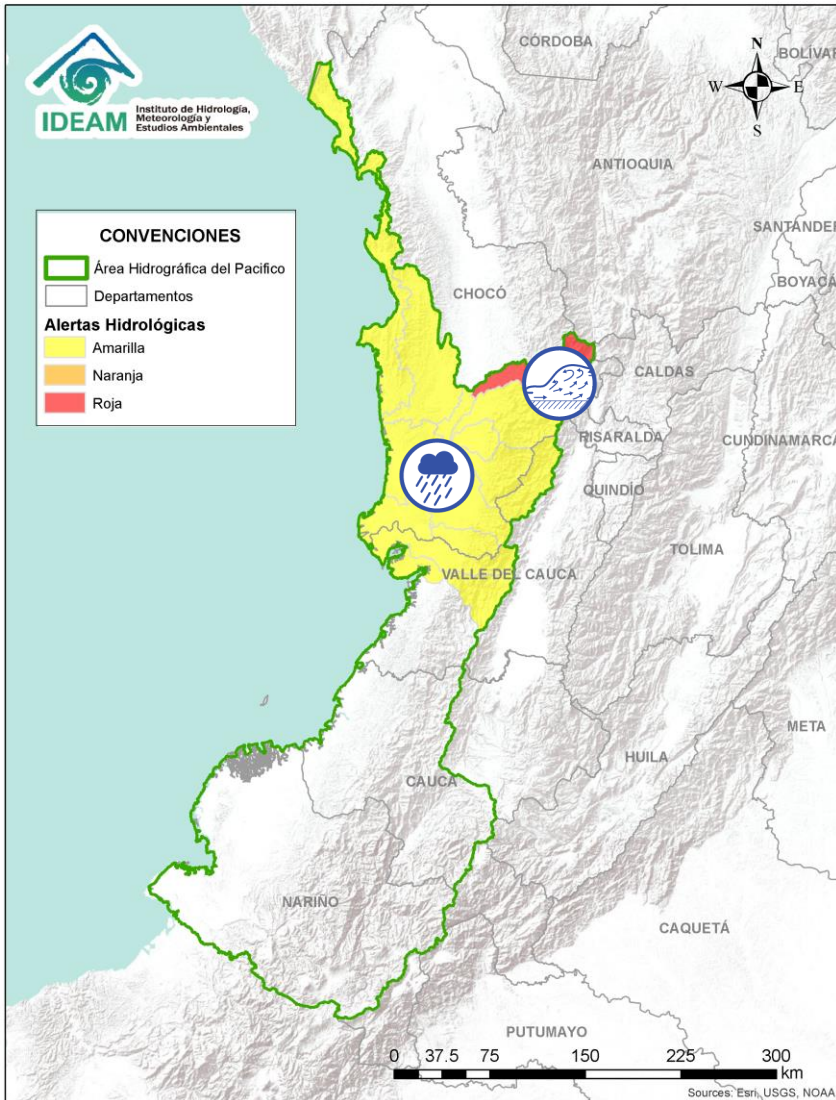 IDEAM
Instituto de Hidrología,
Meteorología y
Estudios Ambientales
CÓRDOBA
BOLÍVAR
N
W
E
S
ANTIOQUIA
SANTANDER
BOYACÁ
CONVENCIONES
Área Hidrográfica del Pacifico
Departamentos
Alertas Hidrológicas
Amarilla
Naranja
Roja
CHOCÓ
CALDAS
RISARALDA
CUNDINAMARCA
QUINDÍO
TOLIMA
VALLE DEL CAUCA
META
HUILA
CAUCA
NARIÑO
CAQUETÁ
PUTUMAYO
0 37.5 75 150 225 300
km
Sources: Esri, USGS, NOAA